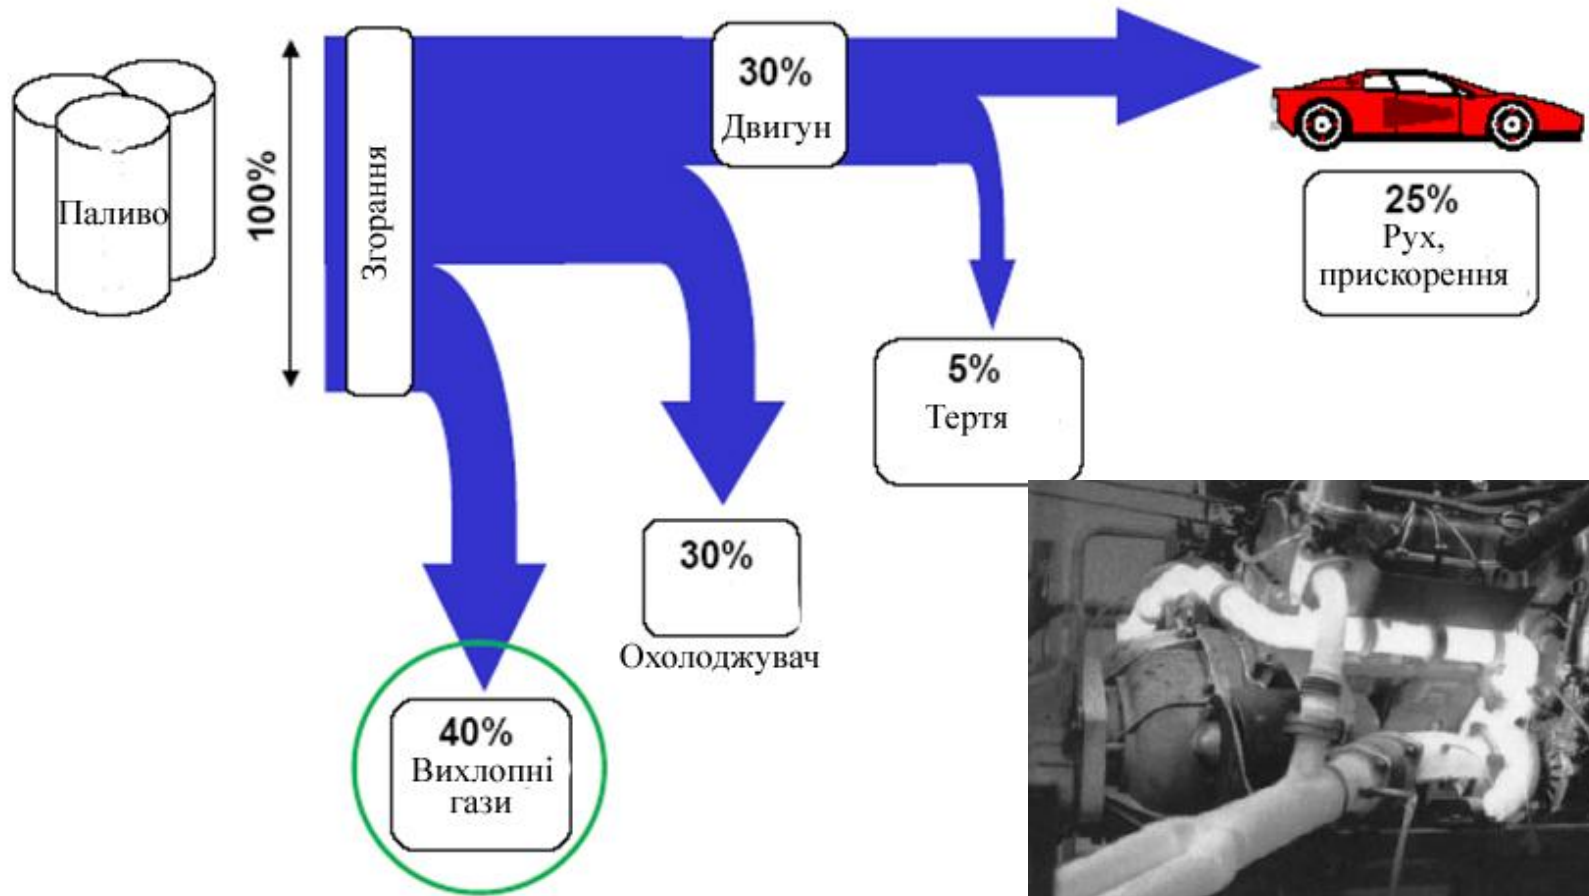 Паливо
100%
Згорання
30%
Двигун
25%
Рух,
прискорення
5%
Тертя
30%
Охолоджувач
40%
Вихлопні
гази